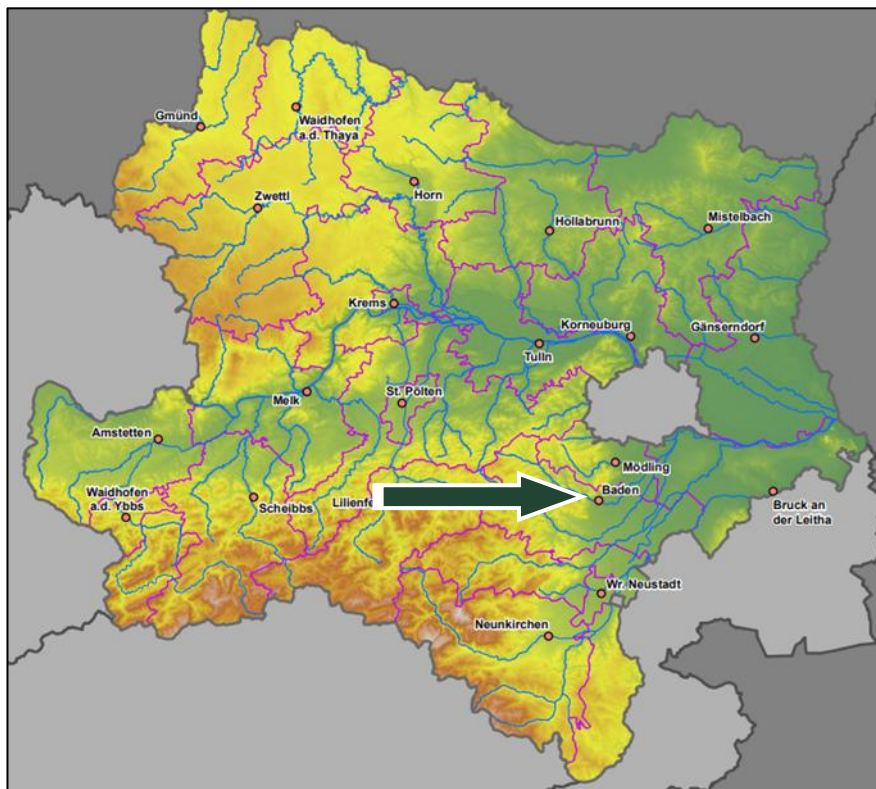 Gmünd
Waidhofen
a.d. Thaya
Zwettl
Horn
Hollabrunn
Mistelbach
Krems
Korneuburg
Gänserndorf
Tulln
Melk
St. Pölten
Amstetten
Mödling
Waidhofen
a.d. Ybbs
Scheibbs
Lilienfe
Baden
Bruck an
der Leitha
Wr. Neustadt
Neunkirchen